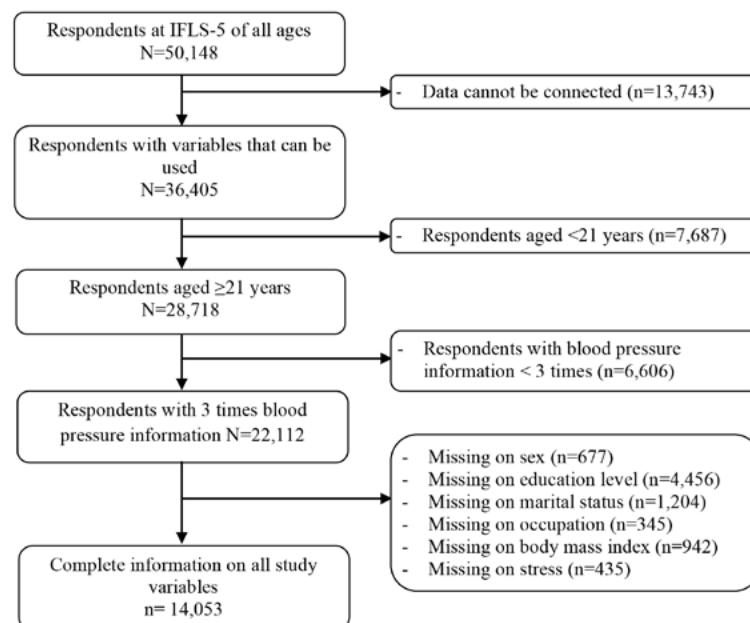 Respondents at IFLS-5 of all ages
N=50,148
- Data cannot be connected (n=13,743)
Respondents with variables that can be
used
N=36,405
- Respondents aged <21 years (n=7,687)
Respondents aged ≥21 years
N=28,718
- Respondents with blood pressure
information < 3 times (n=6,606)
Respondents with 3 times blood
pressure information N=22,112
- Missing on sex (n=677)
- Missing on education level (n=4,456)
- Missing on marital status (n=1,204)
- Missing on occupation (n=345)
- Missing on body mass index (n=942)
- Missing on stress (n=435)
Complete information on all study
variables
n= 14,053